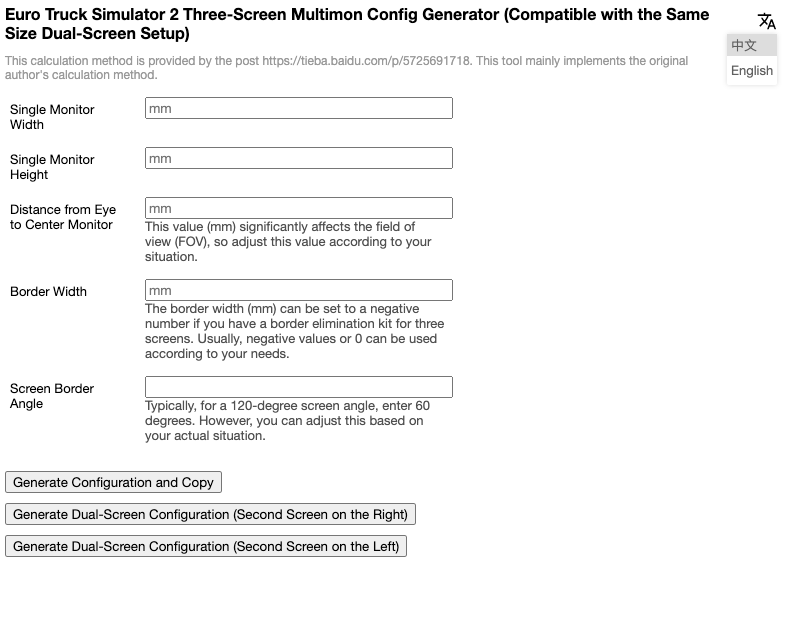 Euro Truck Simulator 2 Three-Screen Multimon Config Generator (Compatible with the Same
Size Dual-Screen Setup)
中文
English
This calculation method is provided by the post https://tieba.baidu.com/p/5725691718. This tool mainly implements the original
author's calculation method.
Single Monitor
Width
mm
Single Monitor
Height
mm
Distance from Eye
to Center Monitor
mm
This value (mm) significantly affects the field of
view (FOV), so adjust this value according to your
situation.
Border Width
mm
The border width (mm) can be set to a negative
number if you have a border elimination kit for three
screens. Usually, negative values or 0 can be used
according to your needs.
Screen Border
Angle
Typically, for a 120-degree screen angle, enter 60
degrees. However, you can adjust this based on
your actual situation.
Generate Configuration and Copy
Generate Dual-Screen Configuration (Second Screen on the Right)
Generate Dual-Screen Configuration (Second Screen on the Left)